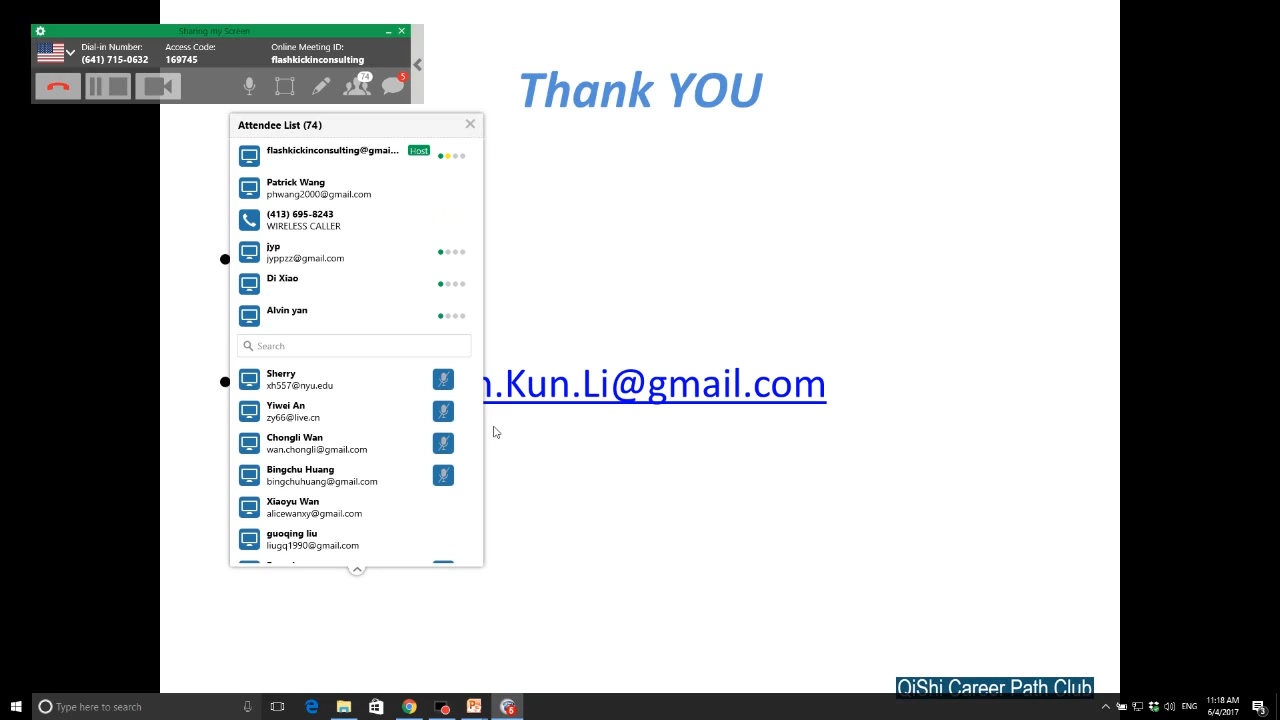 Sharing my Screen
Dial-in Number:
(641) 715-0632
Access Code:
169745
Online Meeting ID:
flashkickinconsulting
74
5
Thank YOU
Attendee List (74)
flashkickinconsulting@gmai...
Host
Patrick Wang
phwang2000@gmail.com
(413) 695-8243
WIRELESS CALLER
jyp
jyppzz@gmail.com
Di Xiao
Alvin yan
Search
Sherry
xh557@nyu.edu
Yiwei An
zy66@live.cn
Chongli Wan
wan.chongli@gmail.com
Bingchu Huang
bingchuhuang@gmail.com
Xiaoyu Wan
alicewanxy@gmail.com
guoqing liu
liugq1990@gmail.com
n.Kun.Li@gmail.com
QiShi Career Path Club
Type here to search
6
ENG
11:18 AM
6/4/2017
3